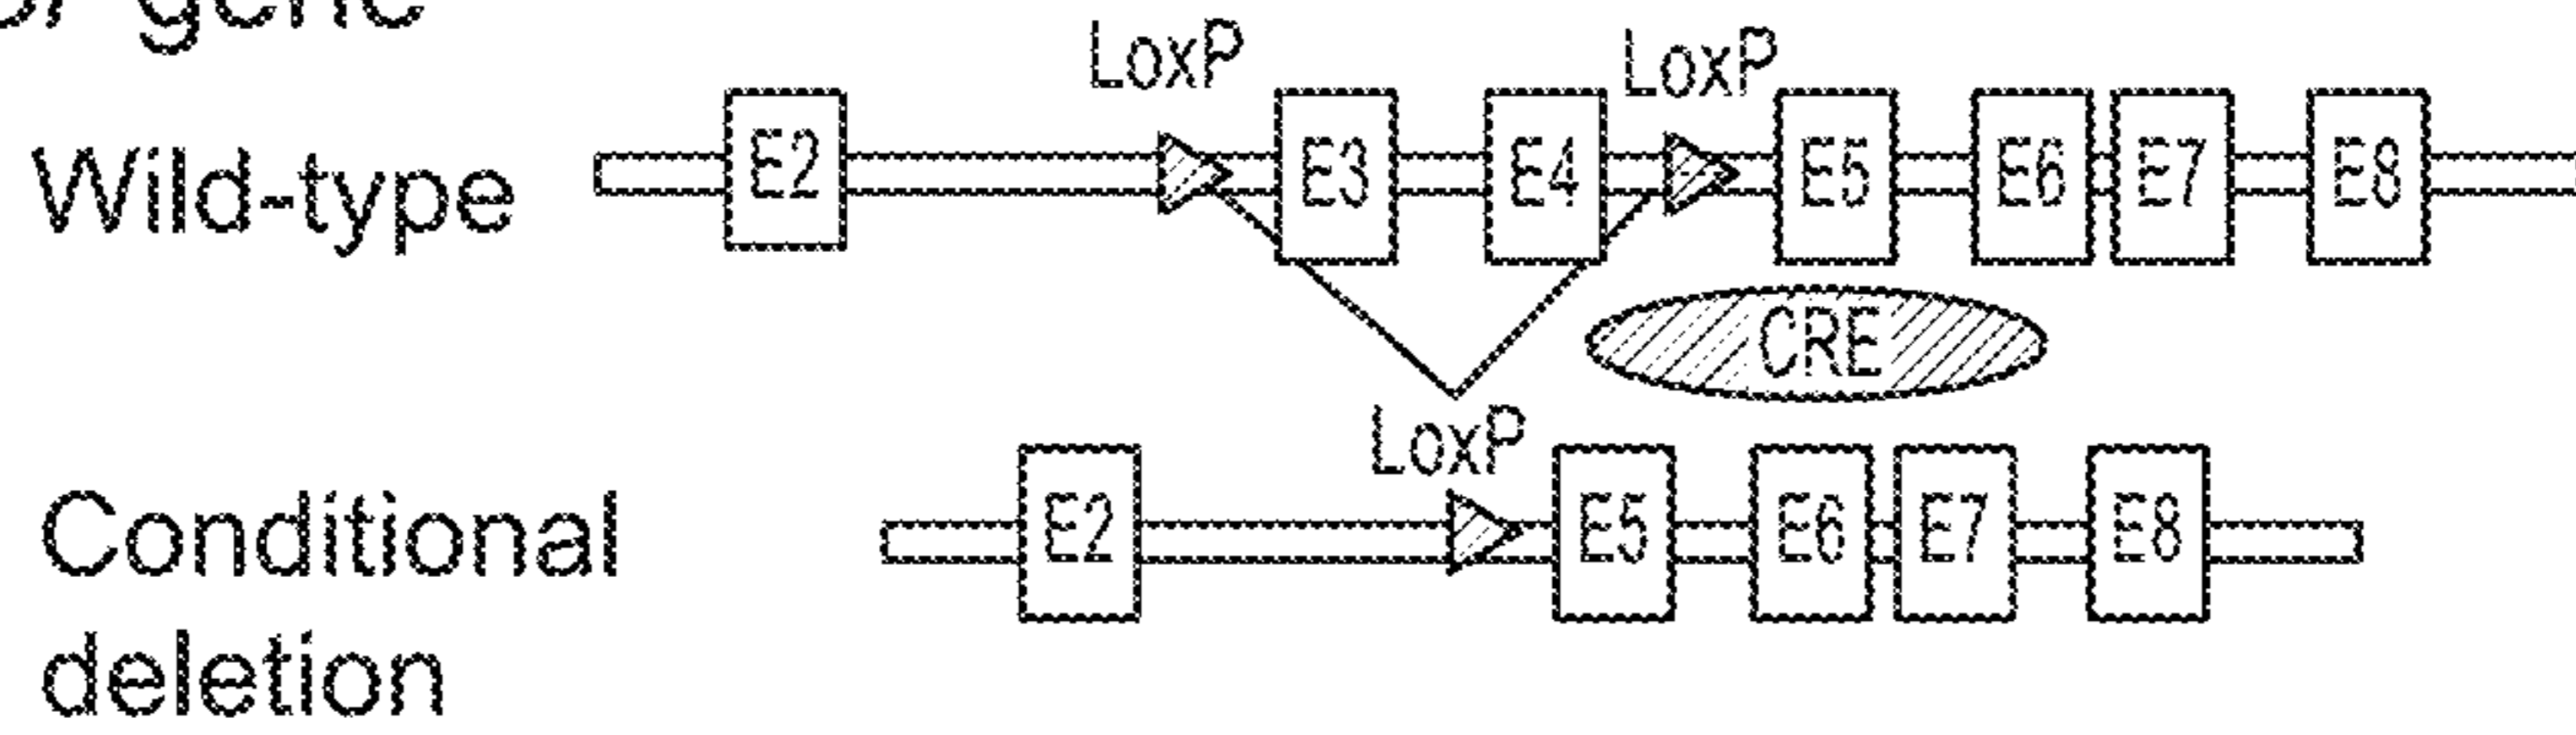 gene
LoxP LoxP
Wild-type E2 E3 E4 E5 E6 E7 E8
CRE
LoxP
Conditional E2 E5 E6 E7 E8
deletion